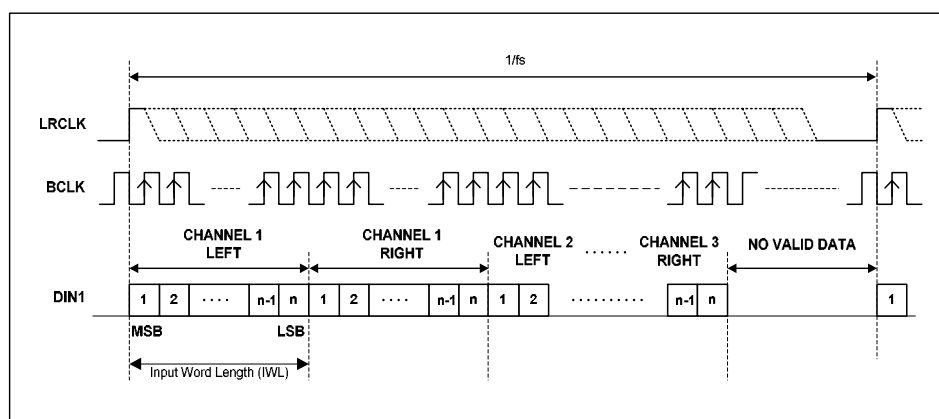 1/fs
LRCLK
BCLK
CHANNEL 1
LEFT
CHANNEL 1
RIGHT
CHANNEL 2
LEFT
......
CHANNEL 3
RIGHT
NO VALID DATA
DIN1
1 2 .... n-1 n 1 2 .... n-1 n 1 2 .......... n-1 n 1
MSB LSB
Input Word Length (IWL)